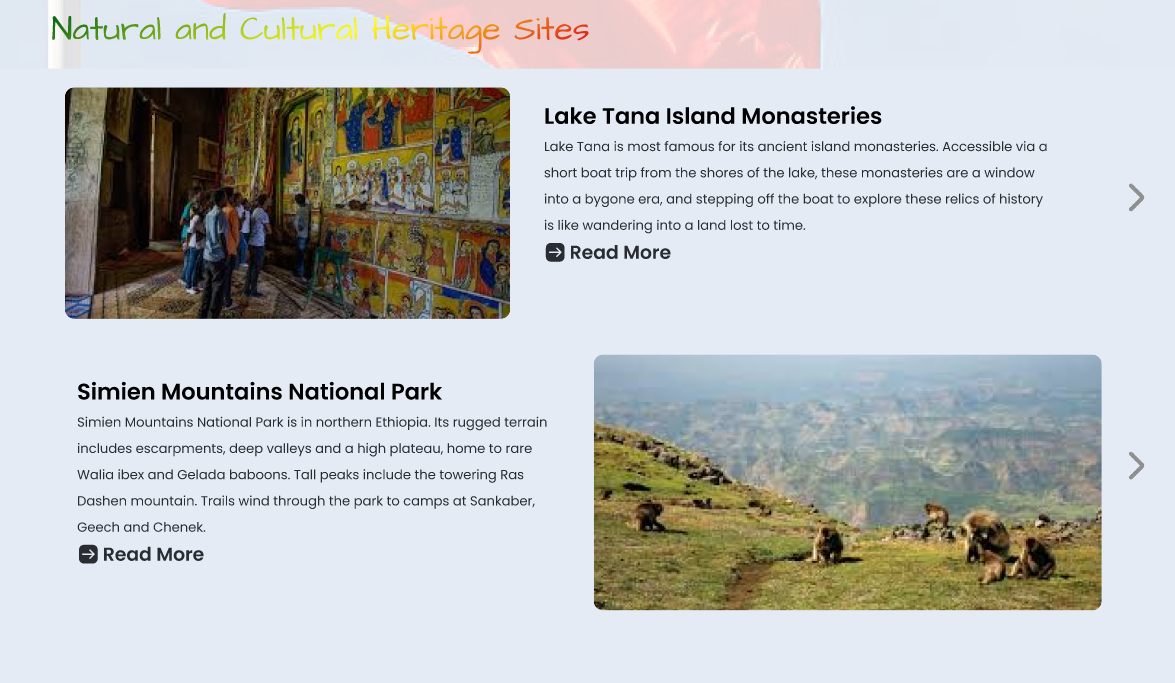 Natural and Cultural Heritage Sites
Lake Tana Island Monasteries
Lake Tana is most famous for its ancient island monasteries. Accessible via a
short boat trip from the shores of the lake, these monasteries are a window
into a bygone era, and stepping off the boat to explore these relics of history
is like wandering into a land lost to time.
Read More
Simien Mountains National Park
Simien Mountains National Park is in northern Ethiopia. Its rugged terrain
includes escarpments, deep valleys and a high plateau, home to rare
Walia ibex and Gelada baboons. Tall peaks include the towering Ras
Dashen mountain. Trails wind through the park to camps at Sankaber,
Geech and Chenek.
Read More